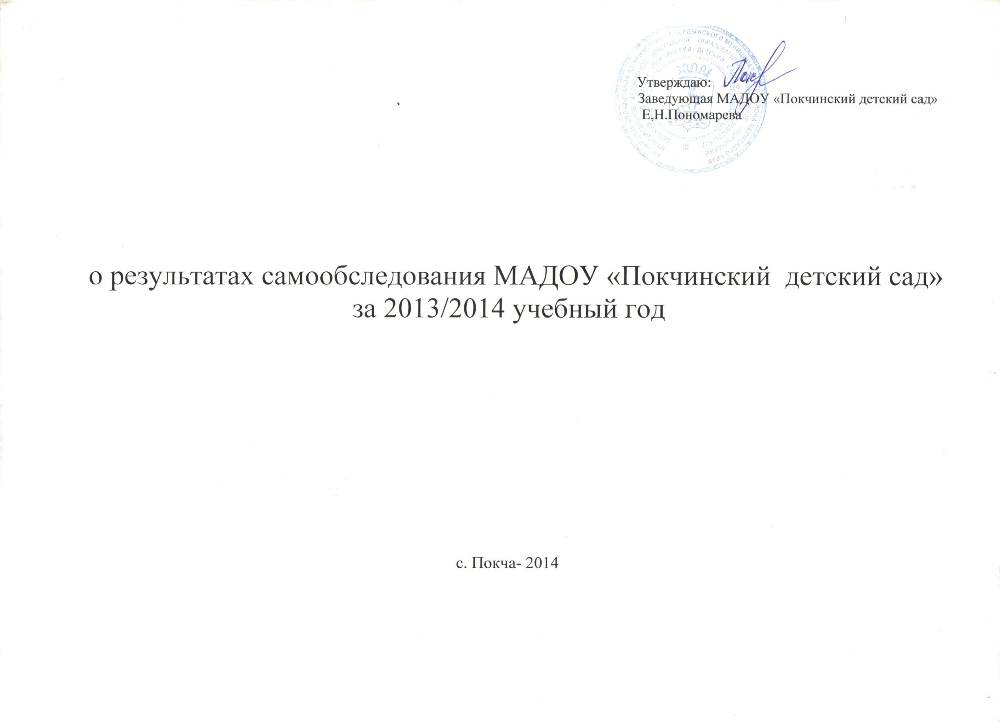 Утверждаю:
Заведующая МАДОУ «Покчинский детский сад»
Е,Н.Пономарева
о результатах самообследования МАДОУ «Покчинский детский сад»
за 2013/2014 учебный год
с. Покча- 2014